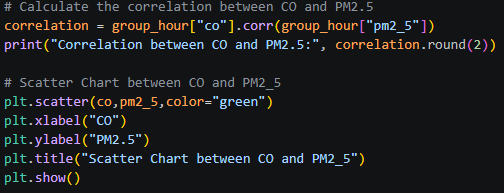 # Calculate the correlation between CO and PM2.5
correlation = group_hour["co"].corr(group_hour["pm2_5"])
print("Correlation between CO and PM2.5:", correlation.round(2))
# Scatter Chart between CO and PM2_5
plt.scatter(co,pm2_5,color="green")
plt.xlabel("CO")
plt.ylabel("PM2.5")
plt.title("Scatter Chart between CO and PM2_5")
plt.show()